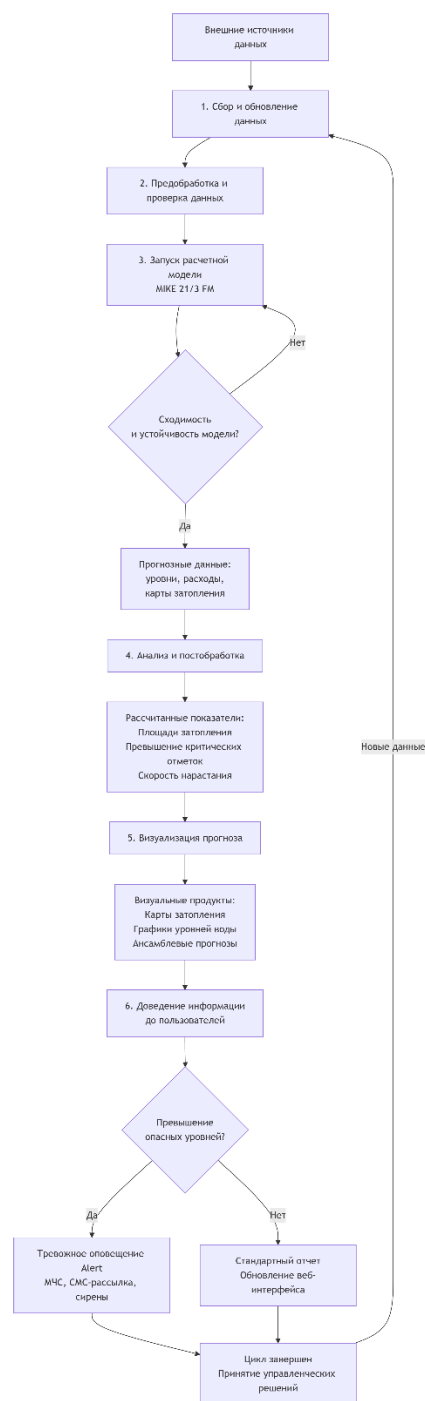 Внешние источники
данных
1. Сбор и обновление
данных
2. Предобработка и
проверка данных
3. Запуск расчетной
модели
MIKE 21/3 FM
Нет
Сходимость
и устойчивость модели?
Да
Прогнозные данные:
уровни, расходы,
карты затопления
4. Анализ и постобработка
Рассчитанные показатели:
Площади затопления
Превышение критических
отметок
Скорость нарастания
Новые данные
5. Визуализация прогноза
Визуальные продукты:
Карты затопления
Графики уровней воды
Ансамблевые прогнозы
6. Доведение информации
до пользователей
Превышение
опасных уровней?
Да
Нет
Тревожное оповещение
Alert
МЧС, СМС-рассылка,
сирены
Стандартный отчет
Обновление веб-
интерфейса
Цикл завершен
Принятие управленческих
решений